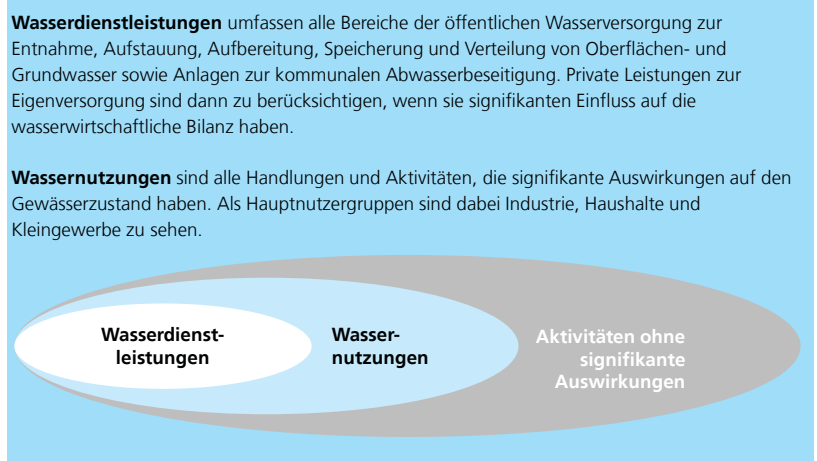 Wasserdienstleistungen umfassen alle Bereiche der öffentlichen Wasserversorgung zur
Entnahme, Aufstauung, Aufbereitung, Speicherung und Verteilung von Oberflächen- und
Grundwasser sowie Anlagen zur kommunalen Abwasserbeseitigung. Private Leistungen zur
Eigenversorgung sind dann zu berücksichtigen, wenn sie signifikanten Einfluss auf die
wasserwirtschaftliche Bilanz haben.
Wassernutzungen sind alle Handlungen und Aktivitäten, die signifikante Auswirkungen auf den
Gewässerzustand haben. Als Hauptnutzergruppen sind dabei Industrie, Haushalte und
Kleingewerbe zu sehen.
Wasserdienst-
leistungen
Wasser-
nutzungen
Aktivitäten ohne
signifikante
Auswirkungen